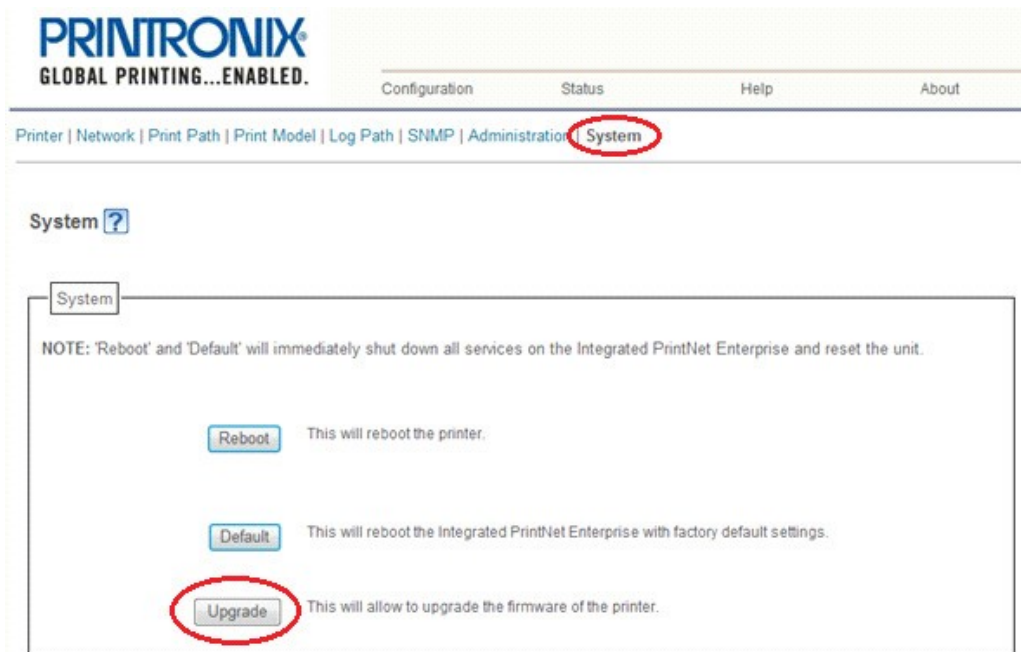 PRINTRONIX®
GLOBAL PRINTING...ENABLED.
Configuration Status Help About
Printer | Network | Print Path | Print Model | Log Path | SNMP | Administration | System
System ?
System
NOTE: 'Reboot' and 'Default' will immediately shut down all services on the Integrated PrintNet Enterprise and reset the unit.
Reboot This will reboot the printer.
Default This will reboot the Integrated PrintNet Enterprise with factory default settings.
Upgrade This will allow to upgrade the firmware of the printer.